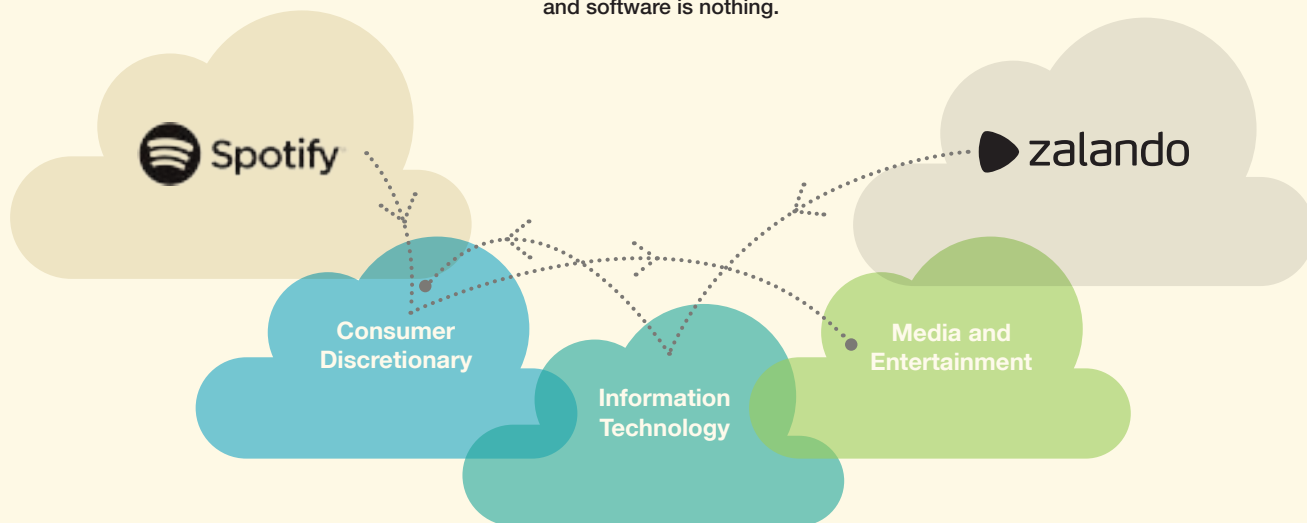 and software is nothing.
Spotify
zalando
Consumer
Discretionary
Media and
Entertainment
Information
Technology